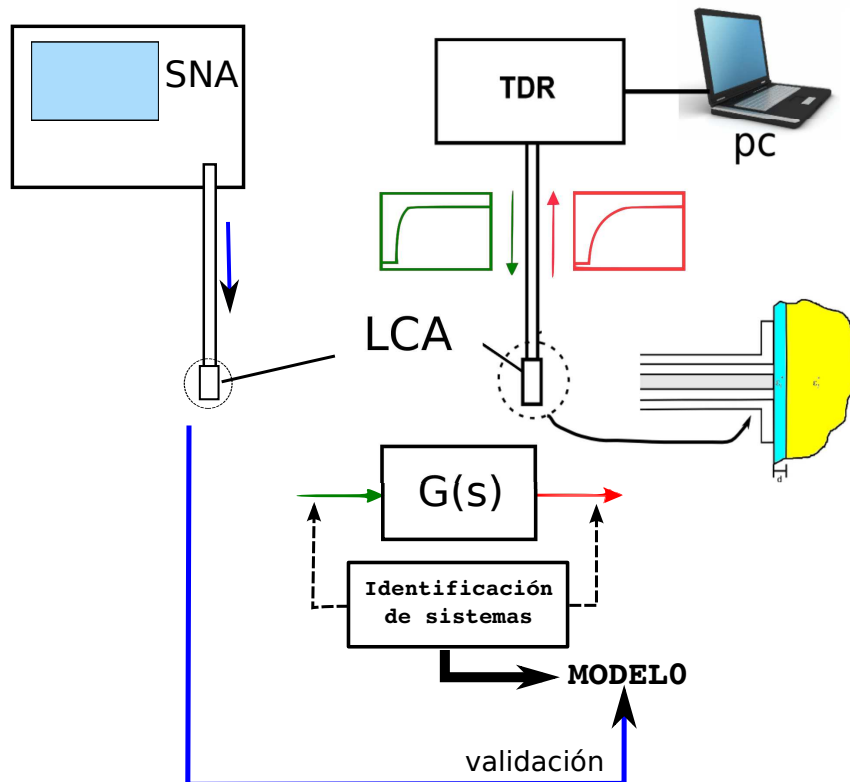 SNA
TDR
pc
LCA
d
G(s)
Identificación
de sistemas
MODELO
validación